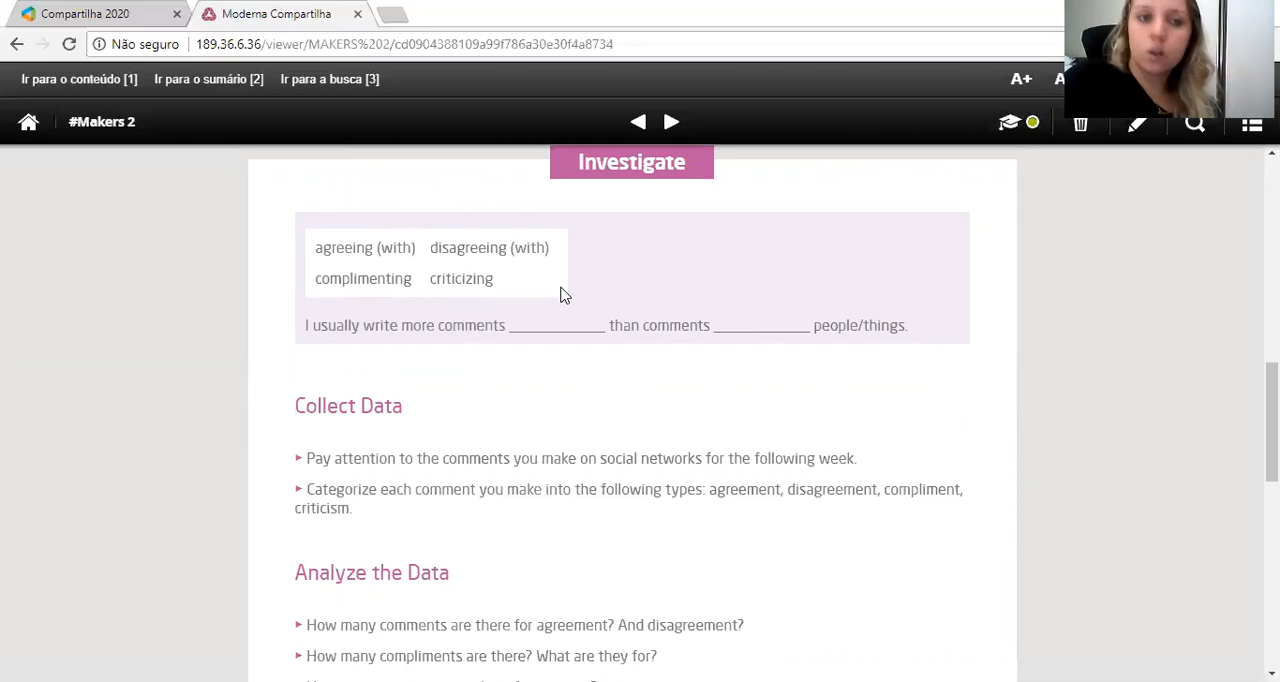 Compartilha 2020
Moderna Compartilha
Não seguro 189.36.6.36/viewer/MAKERS%202/cd0904388109a99f786a30e30f4a8734
Ir para o conteúdo [1] Ir para o sumário [2] Ir para a busca [3] A+
#Makers 2
Investigate
agreeing (with) disagreeing (with)
complimenting criticizing
I usually write more comments ____________ than comments ____________ people/things.
Collect Data
Pay attention to the comments you make on social networks for the following week.
Categorize each comment you make into the following types: agreement, disagreement, compliment,
criticism.
Analyze the Data
How many comments are there for agreement? And disagreement?
How many compliments are there? What are they for?